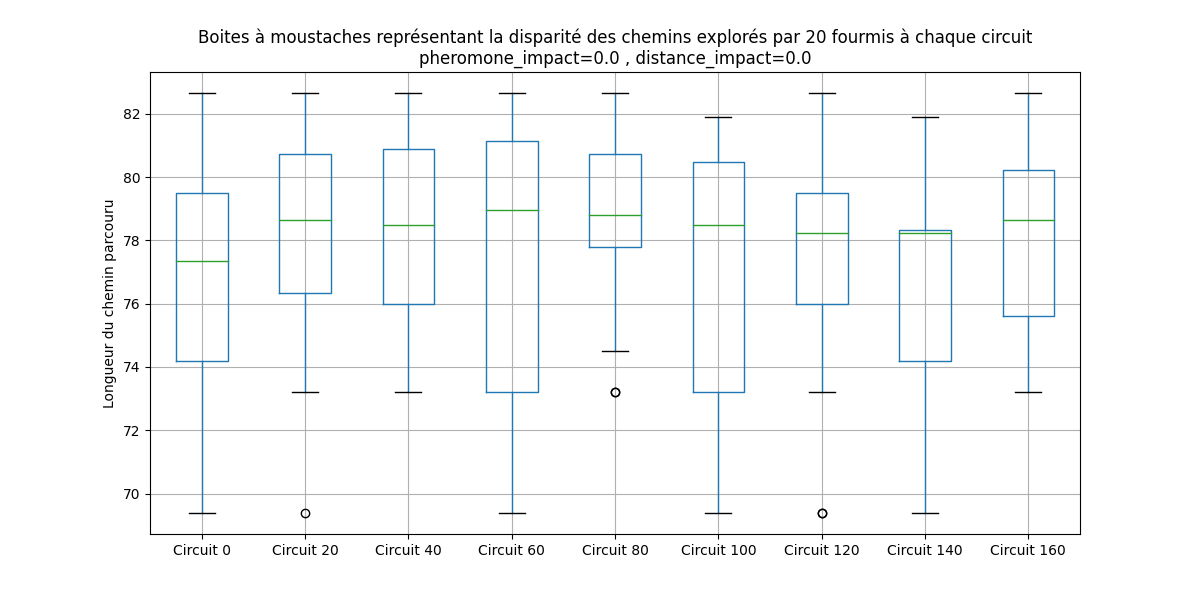 Boites à moustaches représentant la disparité des chemins explorés par 20 fourmis à chaque circuit
pheromone_impact=0.0 , distance_impact=0.0
Longueur du chemin parcouru
82
80
78
76
74
72
70
Circuit 0
Circuit 20
Circuit 40
Circuit 60
Circuit 80
Circuit 100
Circuit 120
Circuit 140
Circuit 160